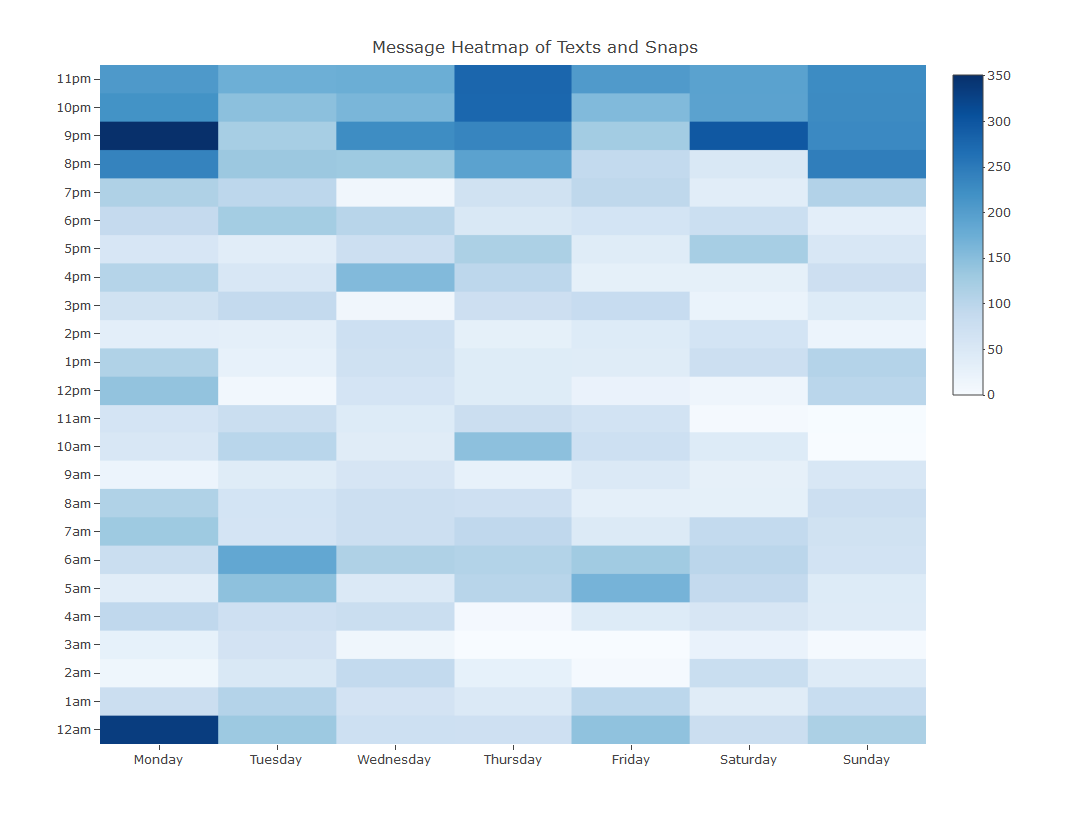 Message Heatmap of Texts and Snaps
11pm
10pm
9pm
8pm
7pm
6pm
5pm
4pm
3pm
2pm
1pm
12pm
11am
10am
9am
8am
7am
6am
5am
4am
3am
2am
1am
12am
Monday Tuesday Wednesday Thursday Friday Saturday Sunday
350
300
250
200
150
100
50
0